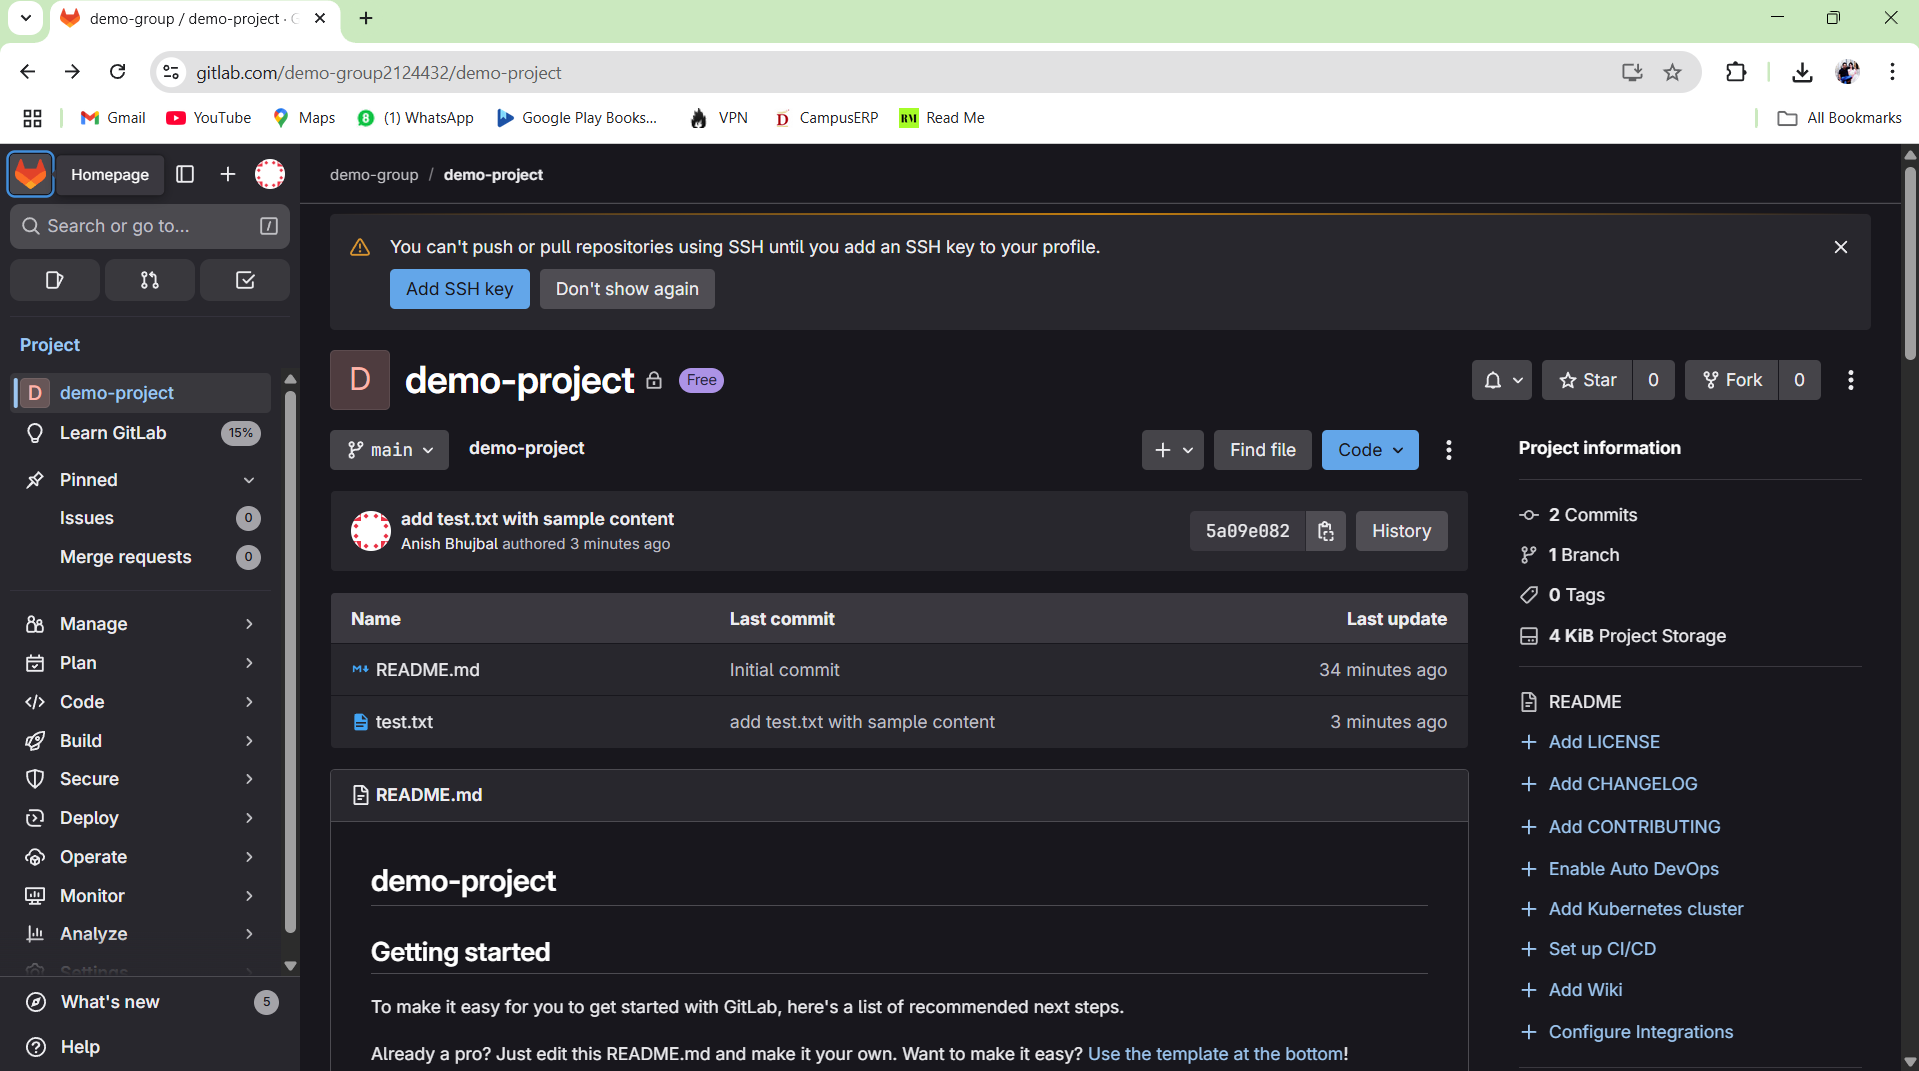 demo-group / demo-project · G
gitlab.com/demo-group2124432/demo-project
Gmail
YouTube
Maps
8 (1) WhatsApp
Google Play Books...
VPN
D CampusERP
RM Read Me
All Bookmarks
Homepage
demo-group / demo-project
Search or go to... /
You can't push or pull repositories using SSH until you add an SSH key to your profile.
Add SSH key
Don't show again
Project
D demo-project
Learn GitLab 15%
Pinned
Issues 0
Merge requests 0
Manage
Plan
Code
Build
Secure
Deploy
Operate
Monitor
Analyze
Settings
What's new 5
Help
D demo-project Free
Star 0
Fork 0
main
demo-project
Find file
Code
add test.txt with sample content
Anish Bhujbal authored 3 minutes ago
5a09e082
History
Name Last commit Last update
README.md Initial commit 34 minutes ago
test.txt add test.txt with sample content 3 minutes ago
README.md
demo-project
Getting started
To make it easy for you to get started with GitLab, here's a list of recommended next steps.
Already a pro? Just edit this README.md and make it your own. Want to make it easy? Use the template at the bottom!
Project information
2 Commits
1 Branch
0 Tags
4 KiB Project Storage
README
Add LICENSE
Add CHANGELOG
Add CONTRIBUTING
Enable Auto DevOps
Add Kubernetes cluster
Set up CI/CD
Add Wiki
Configure Integrations